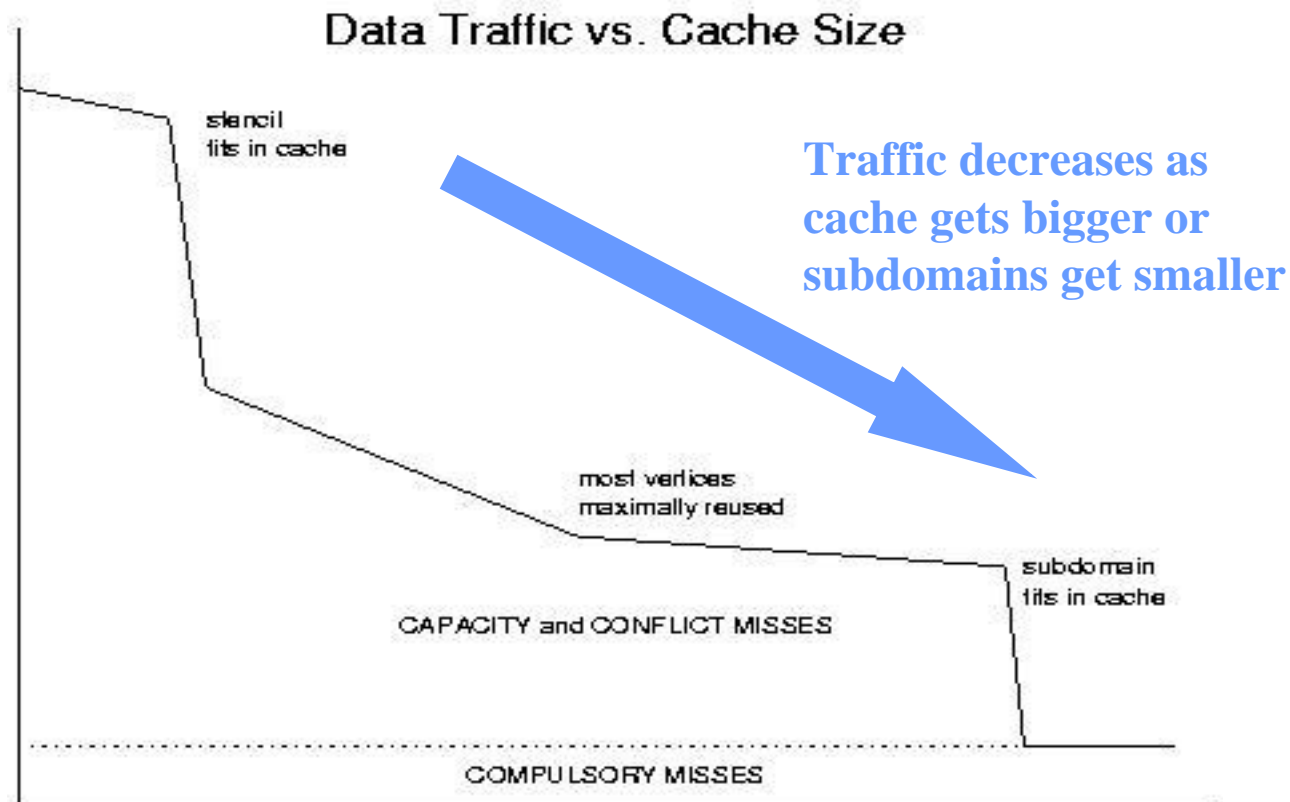 Data Traffic vs. Cache Size
stencil
fits in cache
Traffic decreases as
cache gets bigger or
subdomains get smaller
most vertices
maximally reused
subdomain
fits in cache
CAPACITY and CONFLICT MISSES
COMPULSORY MISSES